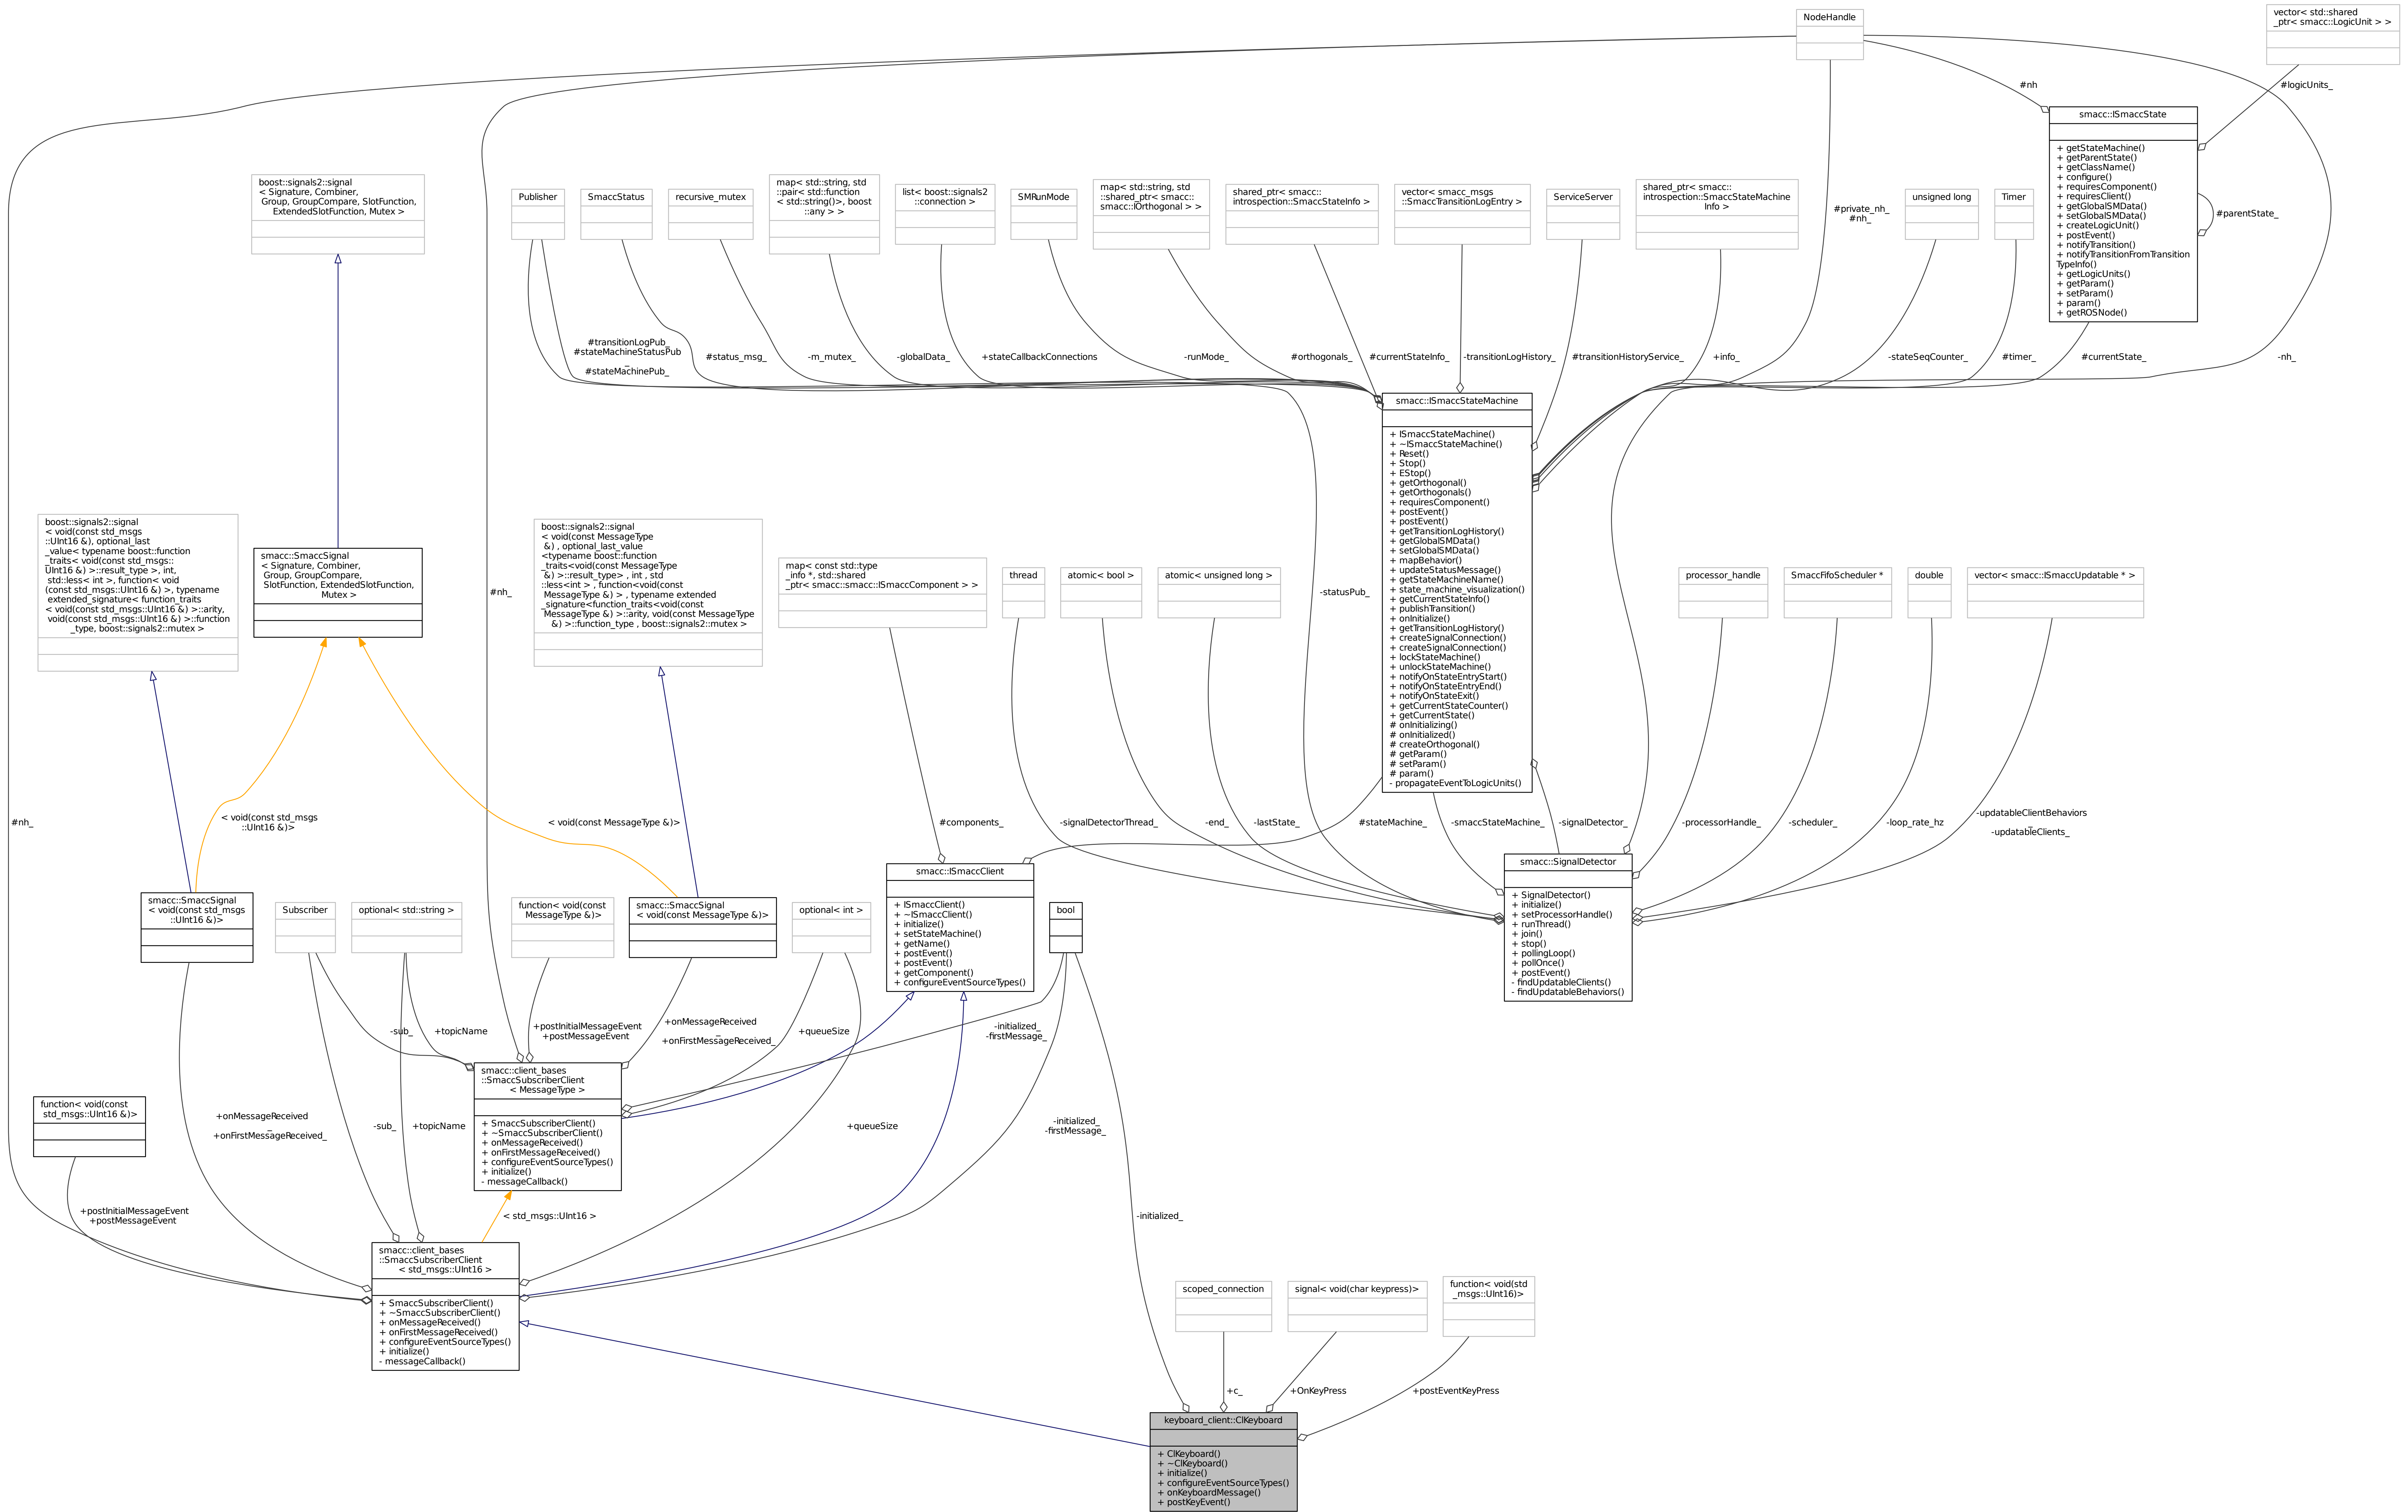 NodeHandle
vector< std::shared
_ptr< smacc::LogicUnit > >
#nh
#logicUnits_
smacc::ISmaccState
+ getStateMachine()
+ getParentState()
+ getClassName()
+ configure()
+ requiresComponent()
+ requiresClient()
+ getGlobalSMData()
+ setGlobalSMData()
+ createLogicUnit()
+ postEvent()
+ notifyTransition()
+ notifyTransitionFromTransition
TypeInfo()
+ getLogicUnits()
+ getParam()
+ setParam()
+ param()
+ getROSNode()
#parentState_
boost::signals2::signal
< Signature, Combiner,
Group, GroupCompare, SlotFunction,
ExtendedSlotFunction, Mutex >
Publisher
SmaccStatus
recursive_mutex
map< std::string, std
::pair< std::function
< std::string()>, boost
::any > >
list< boost::signals2
::connection >
SMRunMode
map< std::string, std
::shared_ptr< smacc::
smacc::IOrthogonal > >
shared_ptr< smacc::
introspection::SmaccStateInfo >
vector< smacc_msgs
::SmaccTransitionLogEntry >
ServiceServer
shared_ptr< smacc::
introspection::SmaccStateMachine
Info >
#private_nh_
#nh_
unsigned long
Timer
#transitionLogPub_
#stateMachineStatusPub
_
#stateMachinePub_
#status_msg_
-m_mutex_
-globalData_
+stateCallbackConnections
-runMode_
#orthogonals_
#currentStateInfo_
-transitionLogHistory_
#transitionHistoryService_
+info_
-stateSeqCounter_
#timer_
#currentState_
-nh_
smacc::ISmaccStateMachine
+ ISmaccStateMachine()
+ ~ISmaccStateMachine()
+ Reset()
+ Stop()
+ EStop()
+ getOrthogonal()
+ getOrthogonals()
+ requiresComponent()
+ postEvent()
+ postEvent()
+ getTransitionLogHistory()
+ getGlobalSMData()
+ setGlobalSMData()
+ mapBehavior()
+ updateStatusMessage()
+ getStateMachineName()
+ state_machine_visualization()
+ getCurrentStateInfo()
+ publishTransition()
+ onInitialize()
+ getTransitionLogHistory()
+ createSignalConnection()
+ createSignalConnection()
+ lockStateMachine()
+ unlockStateMachine()
+ notifyOnStateEntryStart()
+ notifyOnStateEntryEnd()
+ notifyOnStateExit()
+ getCurrentStateCounter()
+ getCurrentState()
# onInitializing()
# onInitialized()
# createOrthogonal()
# getParam()
# setParam()
# param()
- propagateEventToLogicUnits()
boost::signals2::signal
< void(const std_msgs
::UInt16 &), optional_last
_value< typename boost::function
_traits< void(const std_msgs::
UInt16 &) >::result_type >, int,
std::less< int >, function< void
(const std_msgs::UInt16 &) >, typename
extended_signature< function_traits
< void(const std_msgs::UInt16 &) >::arity,
void(const std_msgs::UInt16 &) >::function
_type, boost::signals2::mutex >
smacc::SmaccSignal
< Signature, Combiner,
Group, GroupCompare,
SlotFunction, ExtendedSlotFunction,
Mutex >
#nh_
boost::signals2::signal
< void(const MessageType
&) , optional_last_value
<typename boost::function
_traits<void(const MessageType
&) >::result_type> , int , std
::less<int > , function<void(const
MessageType &) > , typename extended
_signature<function_traits<void(const
MessageType &) >::arity, void(const MessageType
&) >::function_type , boost::signals2::mutex >
map< const std::type
_info *, std::shared
_ptr< smacc::smacc::ISmaccComponent > >
thread
atomic< bool >
atomic< unsigned long >
-statusPub_
processor_handle
SmaccFifoScheduler *
double
vector< smacc::ISmaccUpdatable * >
#nh_
< void(const std_msgs
::UInt16 &)>
< void(const MessageType &)>
#components_
-signalDetectorThread_
-end_
-lastState_
#stateMachine_
-smaccStateMachine_
-signalDetector_
-processorHandle_
-scheduler_
-loop_rate_hz
-updatableClientBehaviors
_
-updatableClients_
smacc::SignalDetector
+ SignalDetector()
+ initialize()
+ setProcessorHandle()
+ runThread()
+ join()
+ stop()
+ pollingLoop()
+ pollOnce()
+ postEvent()
- findUpdatableClients()
- findUpdatableBehaviors()
smacc::ISmaccClient
+ ISmaccClient()
+ ~ISmaccClient()
+ initialize()
+ setStateMachine()
+ getName()
+ postEvent()
+ postEvent()
+ getComponent()
+ configureEventSourceTypes()
smacc::SmaccSignal
< void(const std_msgs
::UInt16 &)>
Subscriber
optional< std::string >
function< void(const
MessageType &)>
smacc::SmaccSignal
< void(const MessageType &)>
optional< int >
bool
-sub_
+topicName
+postInitialMessageEvent
+postMessageEvent
+onMessageReceived
_
+onFirstMessageReceived_
+queueSize
-initialized_
-firstMessage_
smacc::client_bases
::SmaccSubscriberClient
< MessageType >
+ SmaccSubscriberClient()
+ ~SmaccSubscriberClient()
+ onMessageReceived()
+ onFirstMessageReceived()
+ configureEventSourceTypes()
+ initialize()
- messageCallback()
function< void(const
std_msgs::UInt16 &)>
+onMessageReceived
_
+onFirstMessageReceived_
-sub_
+topicName
+queueSize
-initialized_
-firstMessage_
+postInitialMessageEvent
+postMessageEvent
< std_msgs::UInt16 >
-initialized_
smacc::client_bases
::SmaccSubscriberClient
< std_msgs::UInt16 >
+ SmaccSubscriberClient()
+ ~SmaccSubscriberClient()
+ onMessageReceived()
+ onFirstMessageReceived()
+ configureEventSourceTypes()
+ initialize()
- messageCallback()
scoped_connection
signal< void(char keypress)>
function< void(std
_msgs::UInt16)>
+c_
+OnKeyPress
+postEventKeyPress
keyboard_client::ClKeyboard
+ ClKeyboard()
+ ~ClKeyboard()
+ initialize()
+ configureEventSourceTypes()
+ onKeyboardMessage()
+ postKeyEvent()